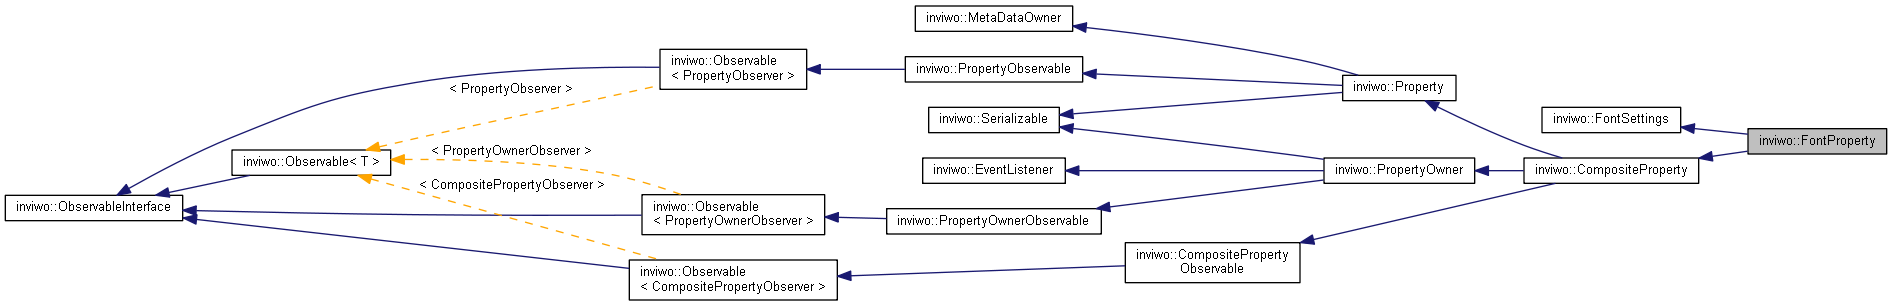 inviwo::MetaDataOwner
inviwo::Observable
< PropertyObserver >
inviwo::PropertyObservable
inviwo::Property
< PropertyObserver >
inviwo::Serializable
inviwo::FontSettings
inviwo::FontProperty
inviwo::Observable< T >
< PropertyOwnerObserver >
inviwo::EventListener
inviwo::PropertyOwner
inviwo::CompositeProperty
< CompositePropertyObserver >
inviwo::ObservableInterface
inviwo::Observable
< PropertyOwnerObserver >
inviwo::PropertyOwnerObservable
inviwo::CompositeProperty
Observable
inviwo::Observable
< CompositePropertyObserver >